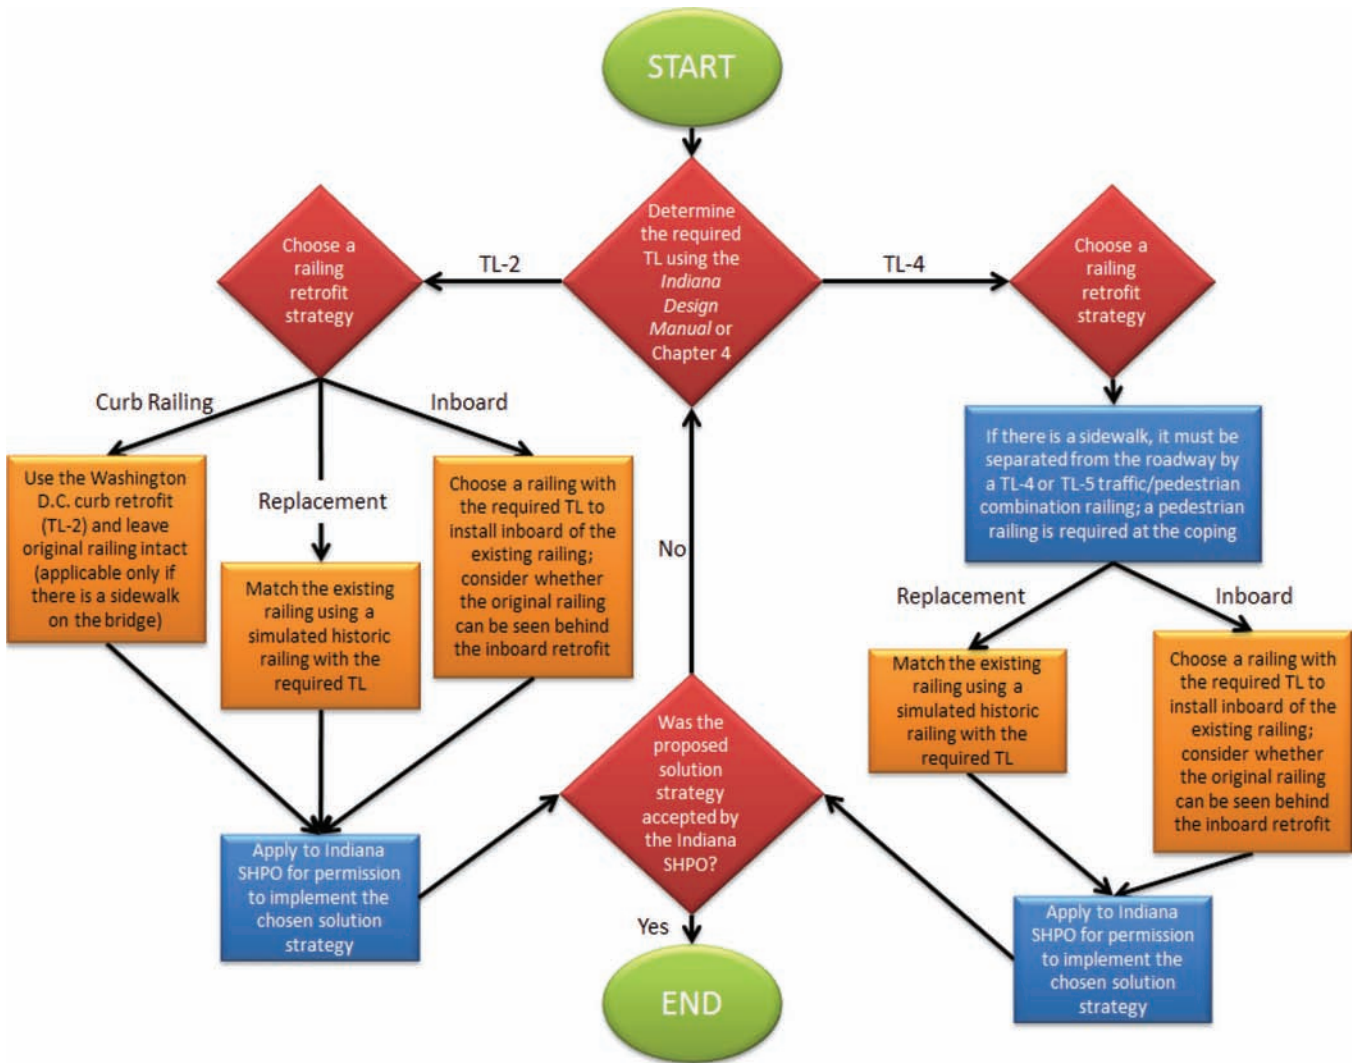 START
Determine
the required
TL using the
Indiana
Design
Manual or
Chapter 4
TL-2
TL-4
Choose a
railing
retrofit
strategy
Curb Railing
Replacement
Inboard
Use the Washington
D.C. curb retrofit
(TL-2) and leave
original railing intact
(applicable only if
there is a sidewalk
on the bridge)
Match the existing
railing using a
simulated historic
railing with the
required TL
Choose a railing with
the required TL to
install inboard of the
existing railing;
consider whether
the original railing
can be seen behind
the inboard retrofit
Apply to Indiana
SHPO for permission
to implement the
chosen solution
strategy
Choose a
railing
retrofit
strategy
If there is a sidewalk, it must be
separated from the roadway by
a TL-4 or TL-5 traffic/pedestrian
combination railing; a pedestrian
railing is required at the coping
Replacement
Inboard
Match the existing
railing using a
simulated historic
railing with the
required TL
Choose a railing with
the required TL to
install inboard of the
existing railing;
consider whether
the original railing
can be seen behind
the inboard retrofit
Apply to Indiana
SHPO for permission
to implement the
chosen solution
strategy
No
Was the
proposed
solution
strategy
accepted by
the Indiana
SHPO?
Yes
END